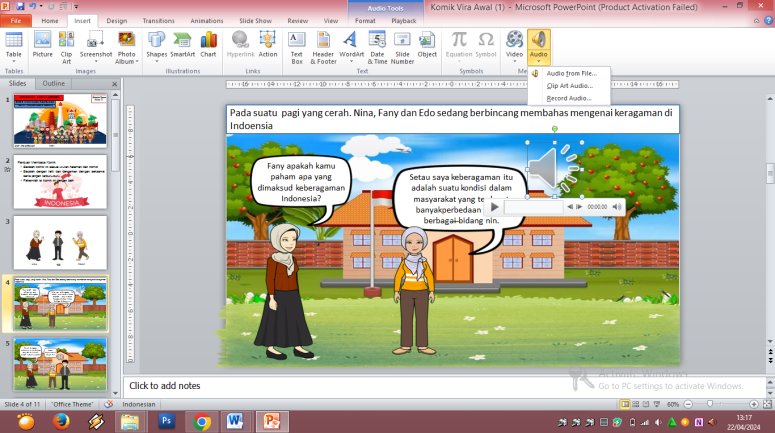 Audio Tools
Komik Vira Awal (1) - Microsoft PowerPoint (Product Activation Failed)
File Home Insert Design Transitions Animations Slide Show Review View Format Playback
Table Picture Clip Art Screenshot Photo Album Shapes SmartArt Chart Hyperlink Action Text Box Header & Footer WordArt Date & Time Slide Number Object Equation Symbol Video Audio
Tables Images Illustrations Links Text Symbols
Audio from File...
Clip Art Audio...
Record Audio...
Slides Outline
1
2
INDONESIA
3
4
5
Pada suatu pagi yang cerah. Nina, Fany dan Edo sedang berbincang membahas mengenai keragaman di
Indoensia
Fany apakah kamu
paham apa yang
dimaksud keberagaman
Indonesia?
Setau saya keberagaman itu
adalah suatu kondisi dalam
masyarakat yang
banyakperbedaan
berbagai bidang nin.
00:00.00
Click to add notes
Activate Windows
Go to PC settings to activate Windows.
Slide 4 of 11 "Office Theme" Indonesian 60%
Ps W P
13:17
22/04/2024